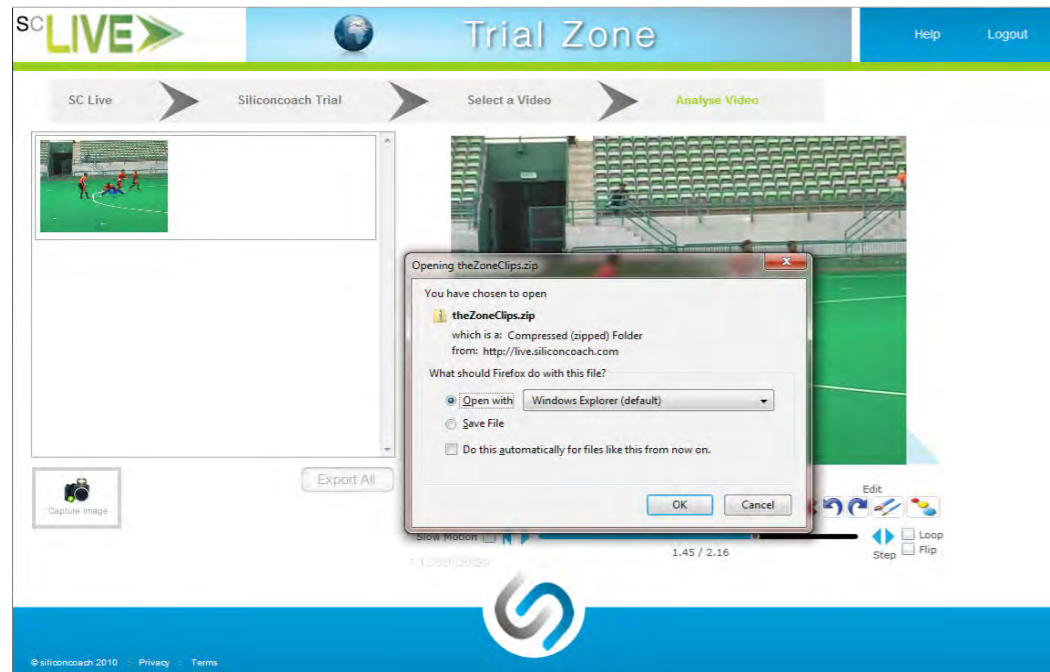 SC LIVE
Trial Zone
Help
Logout
SC Live
Siliconcoach Trial
Select a Video
Analyse Video
Opening theZoneClips.zip
You have chosen to open
theZoneClips.zip
which is a: Compressed (zipped) Folder
from: http://live.siliconcoach.com
What should Firefox do with this file?
Open with
Windows Explorer (default)
Save File
Do this automatically for files like this from now on.
OK
Cancel
Export All
Capture Image
Edit
Slow Motion
1.45 / 2.16
Step
Loop
Flip
© siliconcoach 2010 : Privacy : Terms